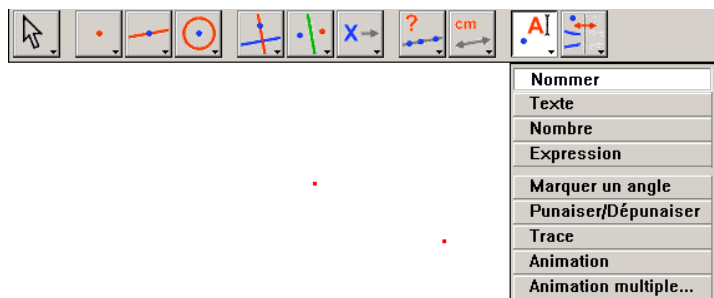 X
?
cm
A
Nommer
Texte
Nombre
Expression
Marquer un angle
Punaiser/Dépunaiser
Trace
Animation
Animation multiple...